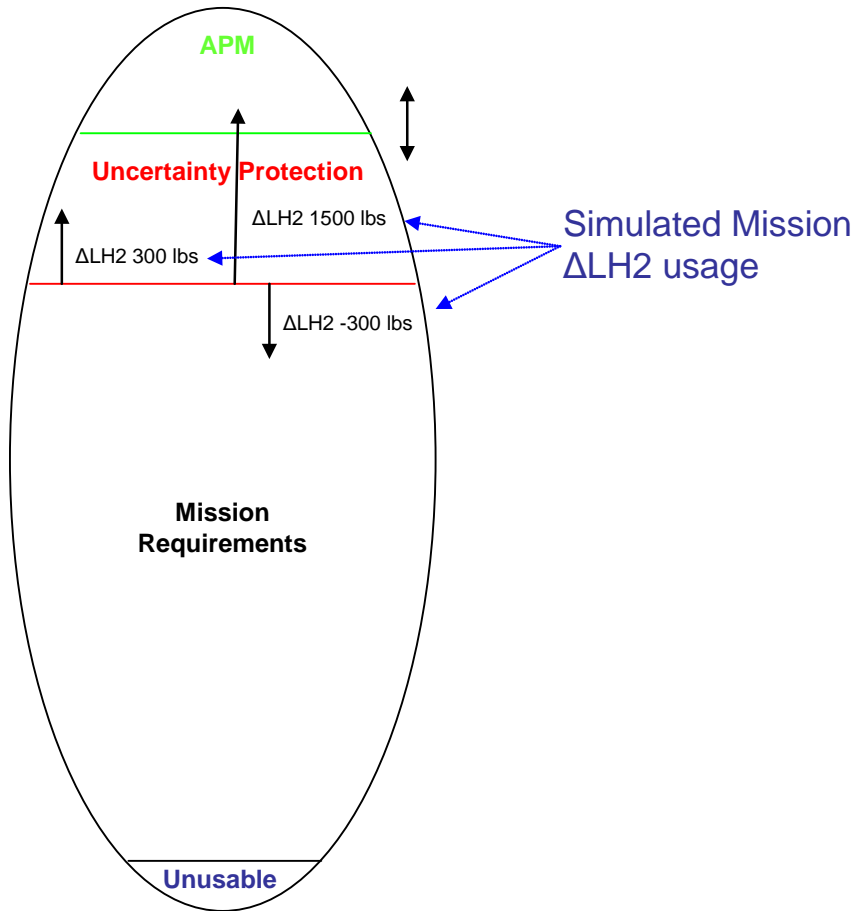 APM
Uncertainty Protection
ΔLH2 1500 lbs
ΔLH2 300 lbs
ΔLH2 -300 lbs
Simulated Mission
ΔLH2 usage
Mission
Requirements
Unusable